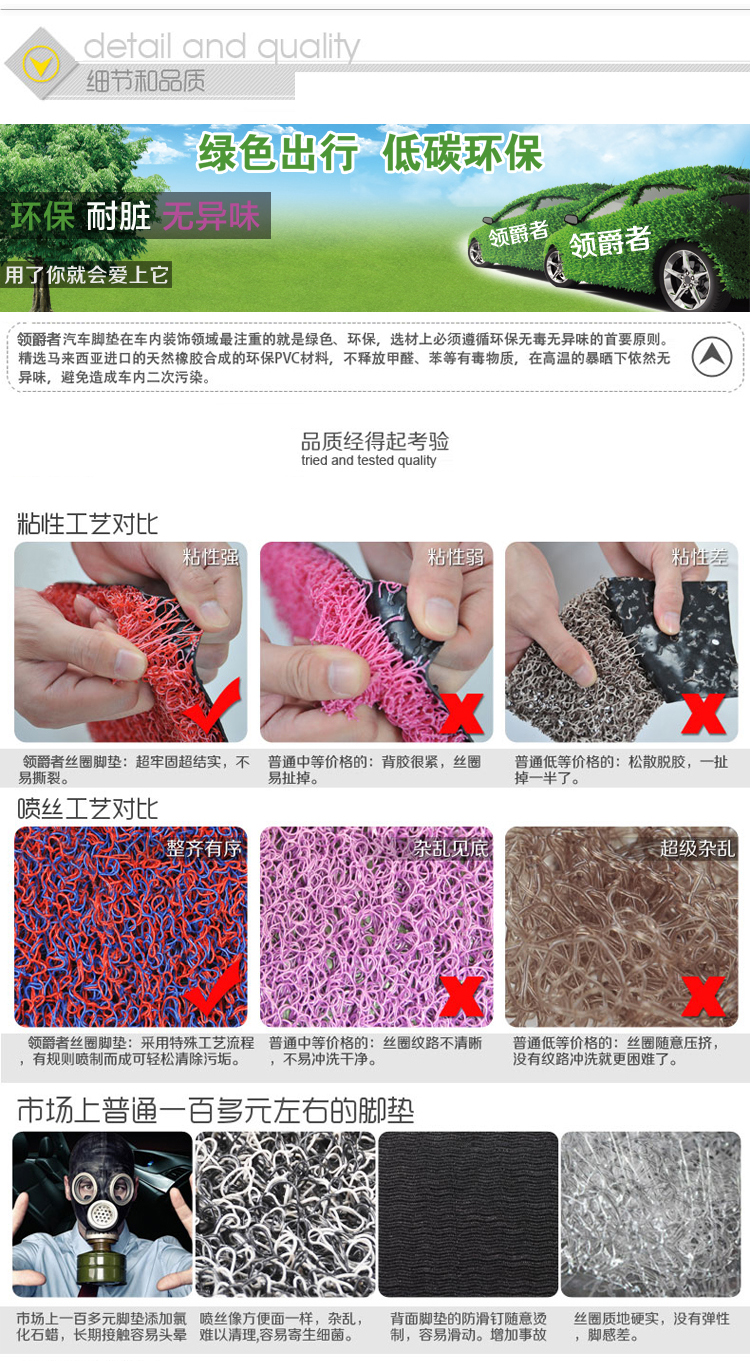 detail and quality
细节和品质
绿色出行 低碳环保
环保 耐脏 无异味
领爵者
领爵者
用了你就会爱上它
领爵者汽车脚垫在车内装饰领域最注重的就是绿色、环保，选材上必须遵循环保无毒无异味的首要原则。
精选马来西亚进口的天然橡胶合成的环保PVC材料，不释放甲醛、苯等有毒物质，在高温的暴晒下依然无
异味，避免造成车内二次污染。
品质经得起考验
tried and tested quality
粘性工艺对比
粘性强
粘性弱
粘性差
领爵者丝圈脚垫：超牢固超结实，不
易撕裂。
普通中等价格的：背胶很紧，丝圈
易扯掉。
普通低等价格的：松散脱胶，一扯
掉一半了。
喷丝工艺对比
整齐有序
杂乱见底
超级杂乱
领爵者丝圈脚垫：采用特殊工艺流程
，有规则喷制而成可轻松清除污垢。
普通中等价格的：丝圈纹路不清晰
，不易冲洗干净。
普通低等价格的：丝圈随意压挤，
没有纹路冲洗就更困难了。
市场上普通一百多元左右的脚垫
市场上一百多元脚垫添加氯
化石蜡，长期接触容易头晕
喷丝像方便面一样，杂乱，
难以清理,容易寄生细菌。
背面脚垫的防滑钉随意烫
制，容易滑动。增加事故
丝圈质地硬实，没有弹性
，脚感差。